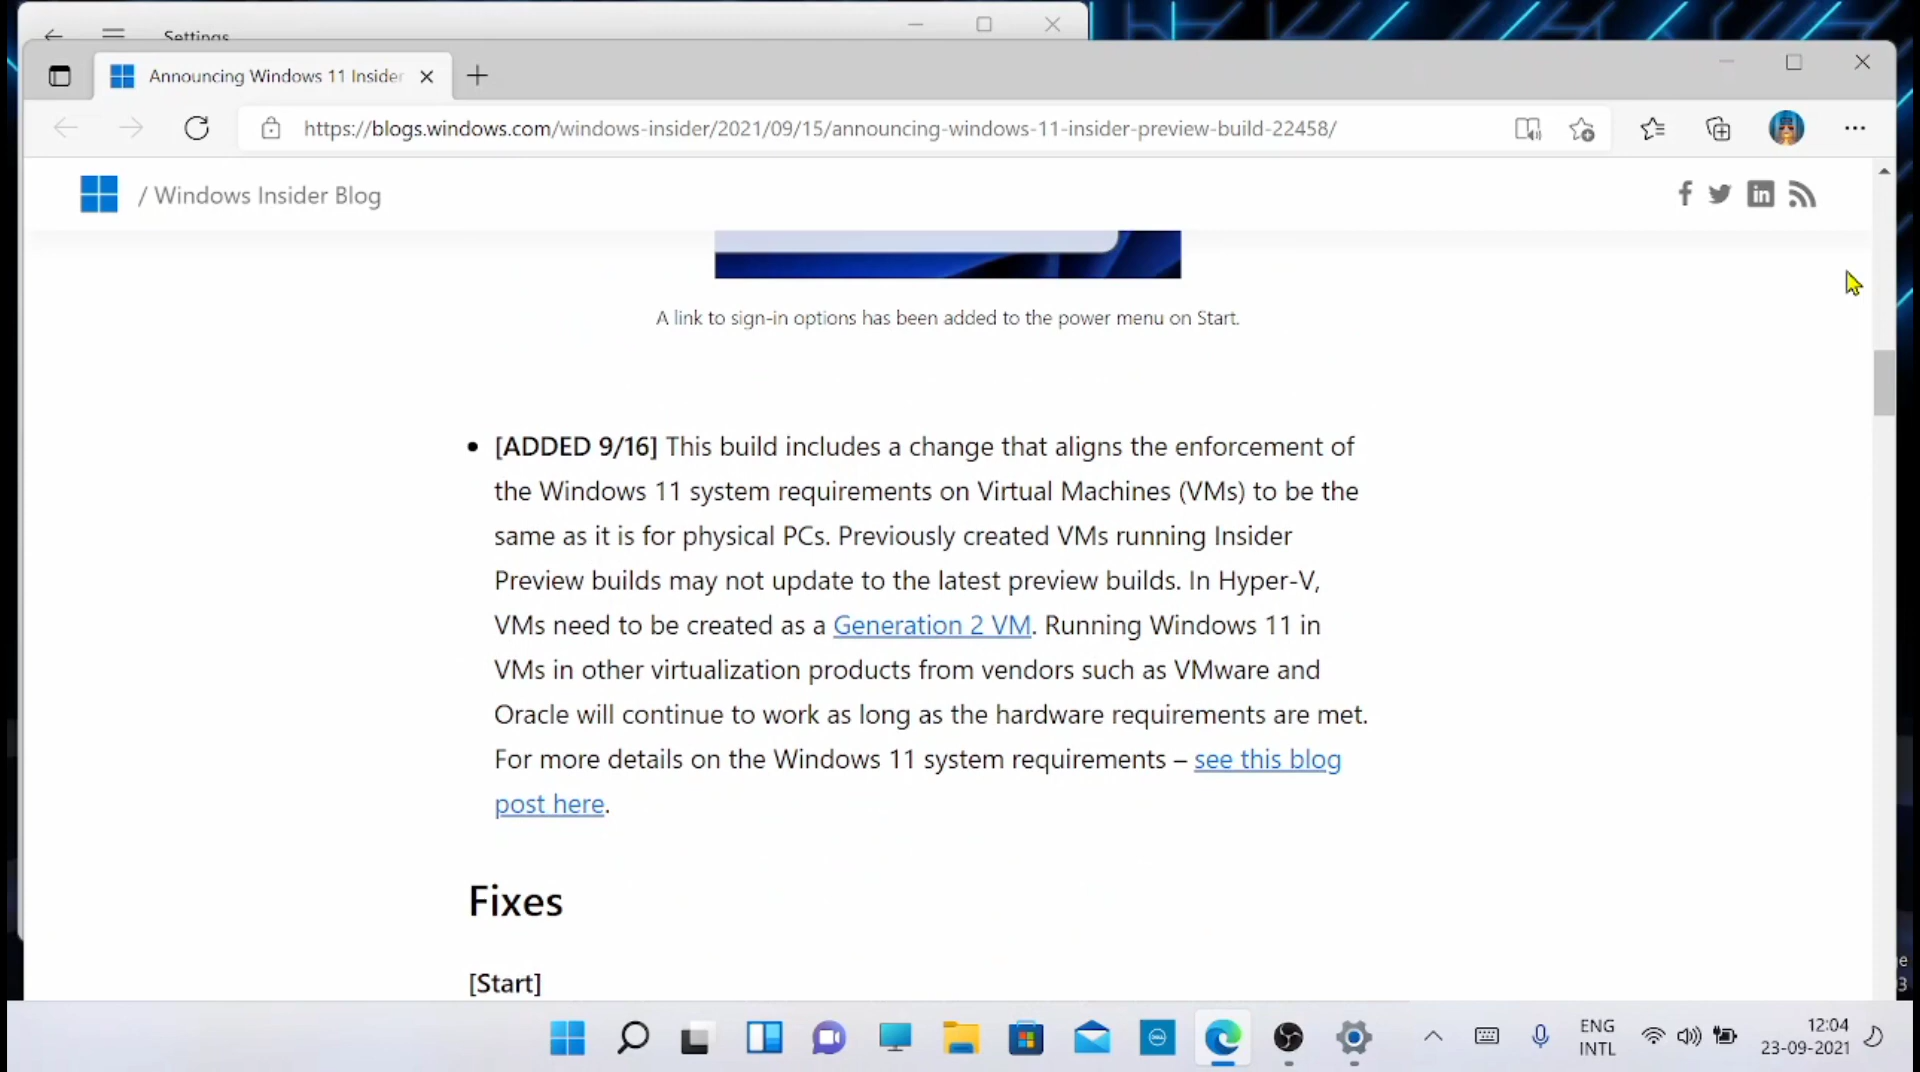 Settings
Announcing Windows 11 Insider
https://blogs.windows.com/windows-insider/2021/09/15/announcing-windows-11-insider-preview-build-22458/
/ Windows Insider Blog
A link to sign-in options has been added to the power menu on Start.
• [ADDED 9/16] This build includes a change that aligns the enforcement of
the Windows 11 system requirements on Virtual Machines (VMs) to be the
same as it is for physical PCs. Previously created VMs running Insider
Preview builds may not update to the latest preview builds. In Hyper-V,
VMs need to be created as a Generation 2 VM. Running Windows 11 in
VMs in other virtualization products from vendors such as VMware and
Oracle will continue to work as long as the hardware requirements are met.
For more details on the Windows 11 system requirements – see this blog
post here.
Fixes
[Start]
e
3
ENG
INTL
12:04
23-09-2021